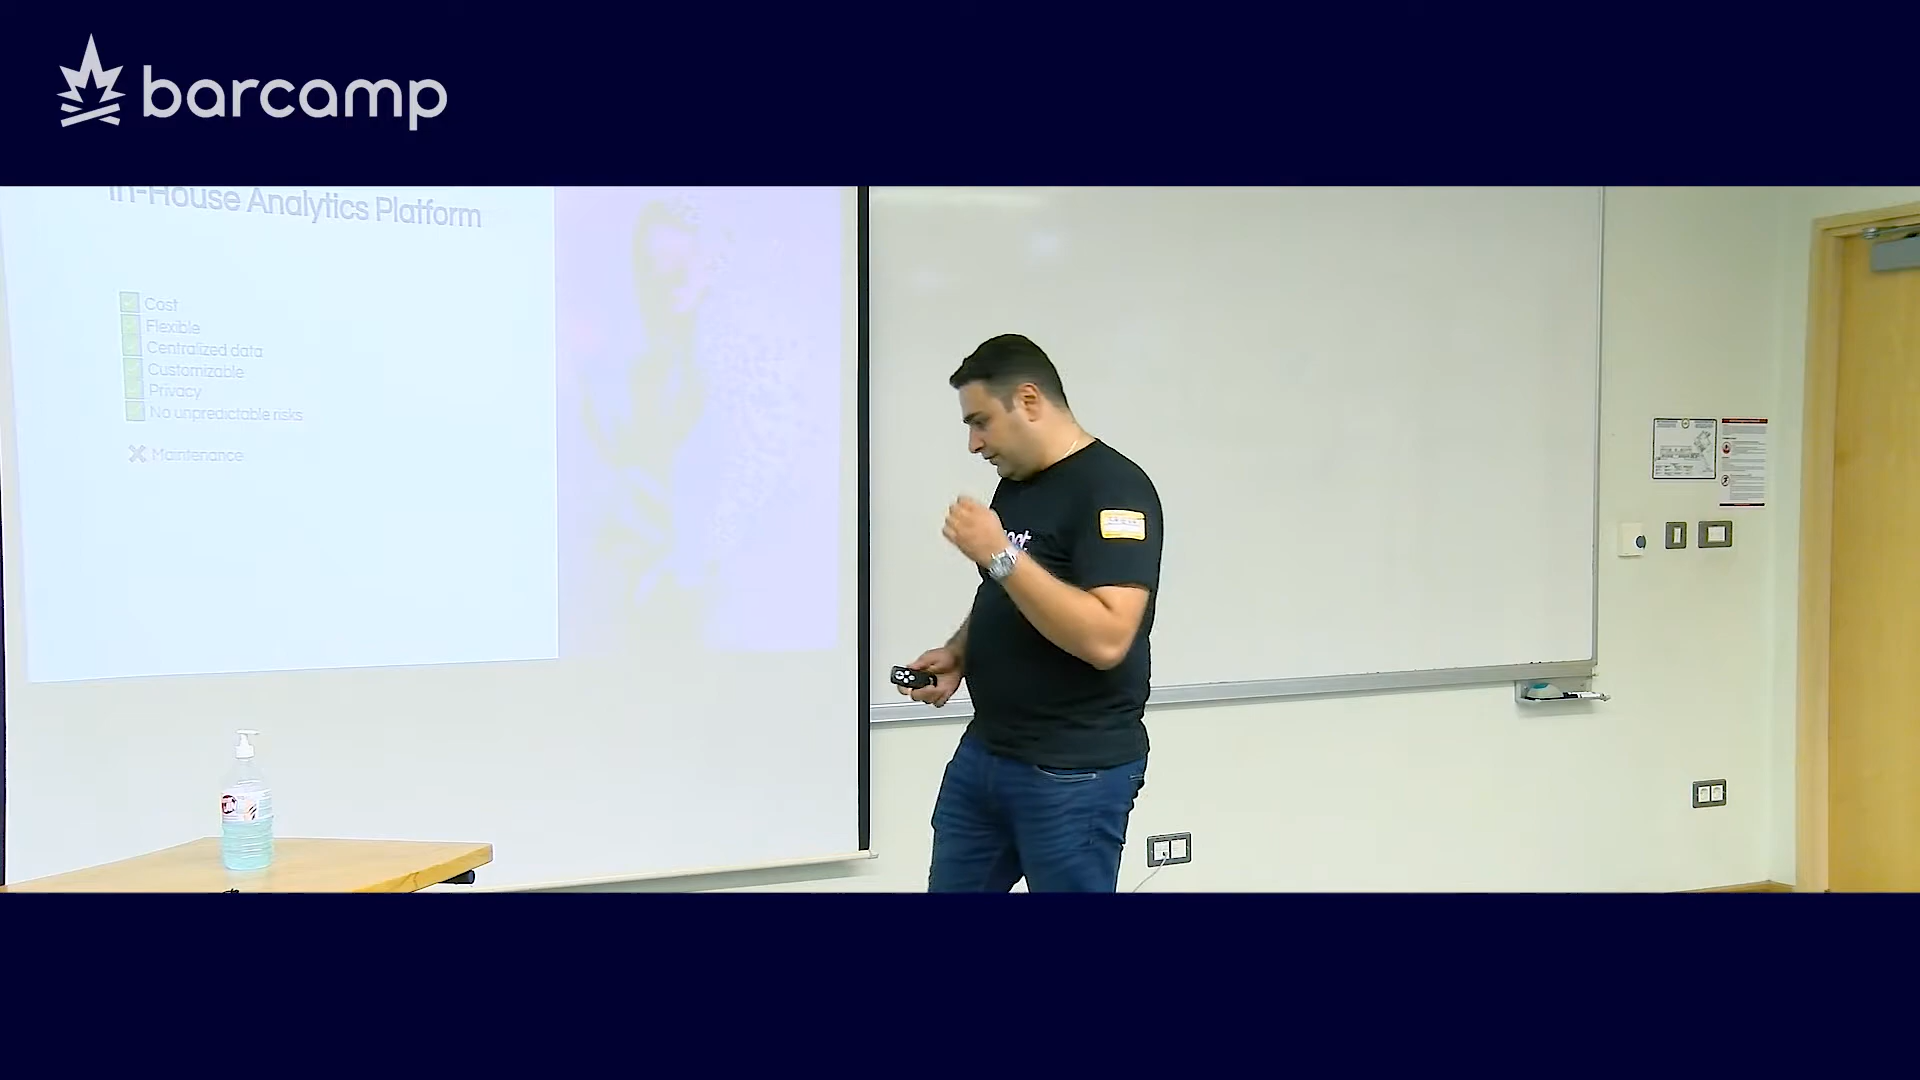 barcamp
In-House Analytics Platform
Cost
Flexible
Centralized data
Customizable
Privacy
No unpredictable risks
Maintenance